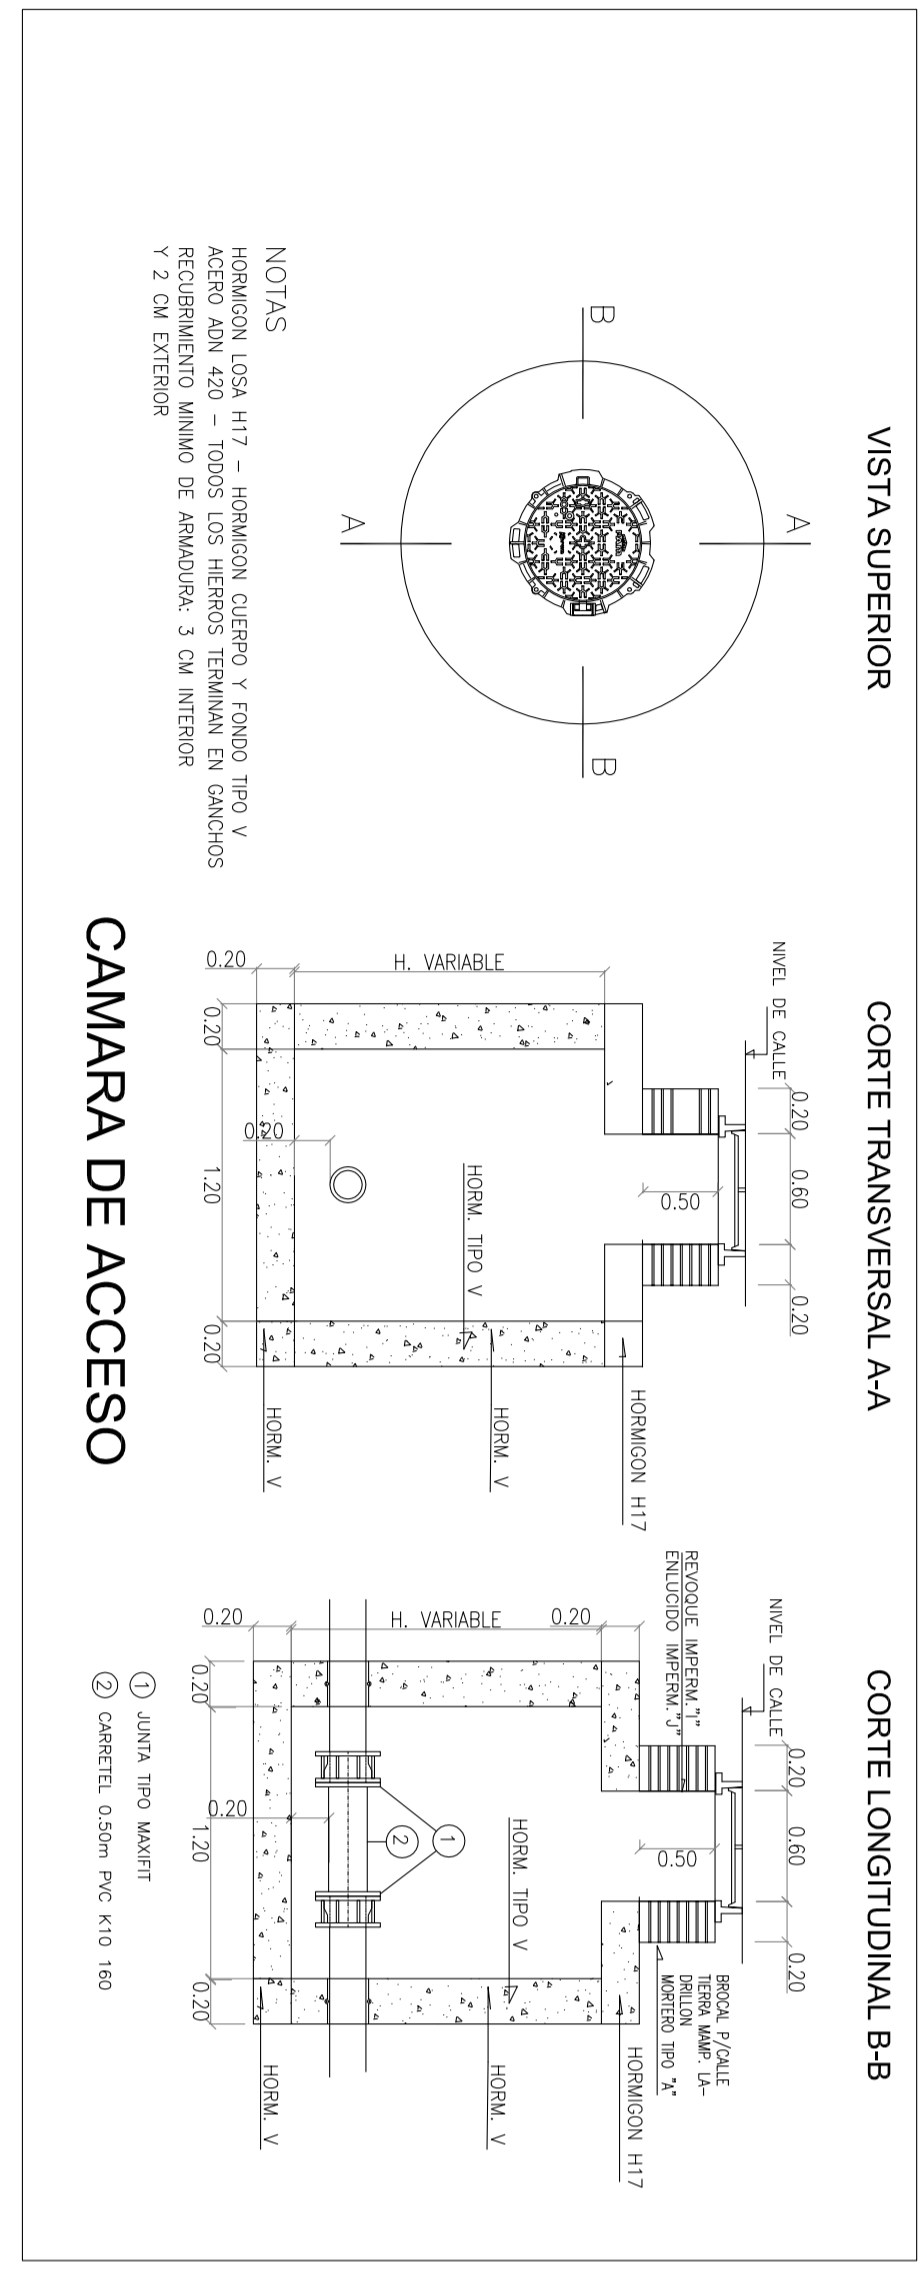 VISTA SUPERIOR
A
B
B
A
NOTAS
HORMIGON LOSA H17 – HORMIGON CUERPO Y FONDO TIPO V
ACERO ADN 420 – TODOS LOS HIERROS TERMINAN EN GANCHOS
RECUBRIMIENTO MINIMO DE ARMADURA: 3 CM INTERIOR
Y 2 CM EXTERIOR
CORTE TRANSVERSAL A-A
NIVEL DE CALLE
0.20
0.60
0.20
0.50
HORMIGON H17
H. VARIABLE
HORM. TIPO V
HORM. V
0.20
0.20
HORM. V
0.20
1.20
0.20
CORTE LONGITUDINAL B-B
NIVEL DE CALLE
0.20
0.60
0.20
REVOQUE IMPERM."I"
ENLUCIDO IMPERM."J"
0.50
BROCAL P/CALLE
TIERRA MAMP. LA-
DRILLON
MORTERO TIPO "A"
0.20
HORMIGON H17
H. VARIABLE
HORM. TIPO V
HORM. V
1
2
0.20
0.20
HORM. V
0.20
1.20
0.20
1 JUNTA TIPO MAXIFIT
2 CARRETEL 0.50m PVC K10 160
CAMARA DE ACCESO